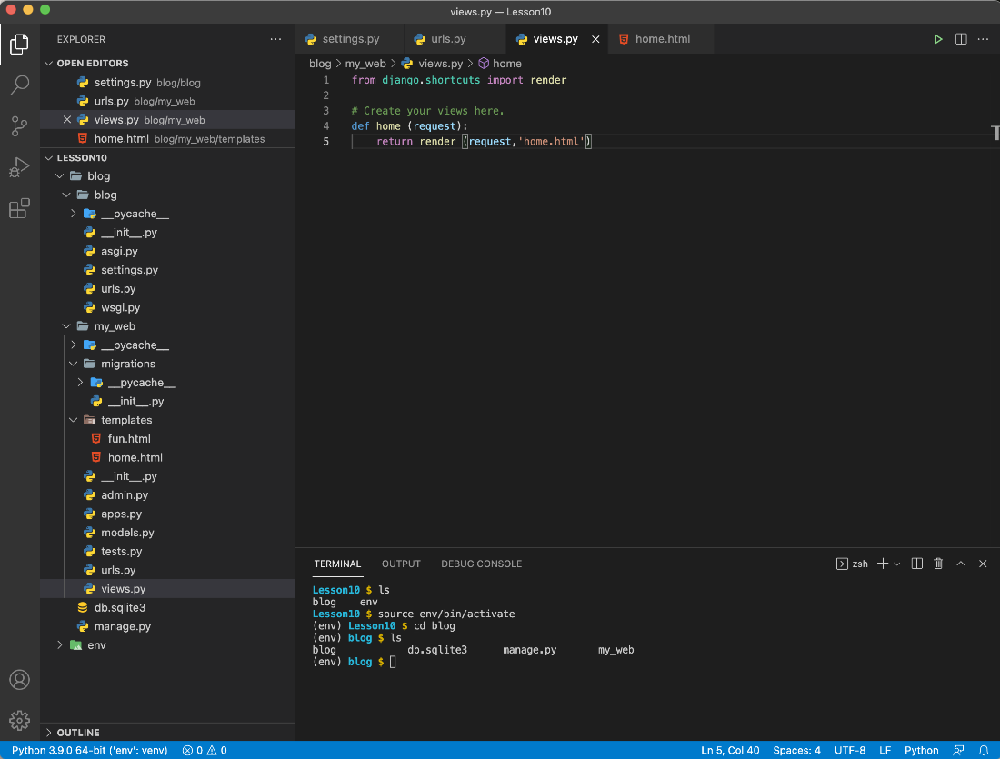 views.py — Lesson10
EXPLORER
OPEN EDITORS
settings.py blog/blog
urls.py blog/my_web
views.py blog/my_web
home.html blog/my_web/templates
LESSON10
blog
blog
__pycache__
__init__.py
asgi.py
settings.py
urls.py
wsgi.py
my_web
__pycache__
migrations
__pycache__
__init__.py
templates
fun.html
home.html
__init__.py
admin.py
apps.py
models.py
tests.py
urls.py
views.py
db.sqlite3
manage.py
env
OUTLINE
settings.py urls.py views.py home.html
blog > my_web > views.py > home
1 from django.shortcuts import render
2
3 # Create your views here.
4 def home (request):
5 return render (request,'home.html')
TERMINAL OUTPUT DEBUG CONSOLE zsh
Lesson10 $ ls
blog env
Lesson10 $ source env/bin/activate
(env) Lesson10 $ cd blog
(env) blog $ ls
blog db.sqlite3 manage.py my_web
(env) blog $
Python 3.9.0 64-bit ('env': venv) 0 0 Ln 5, Col 40 Spaces: 4 UTF-8 LF Python